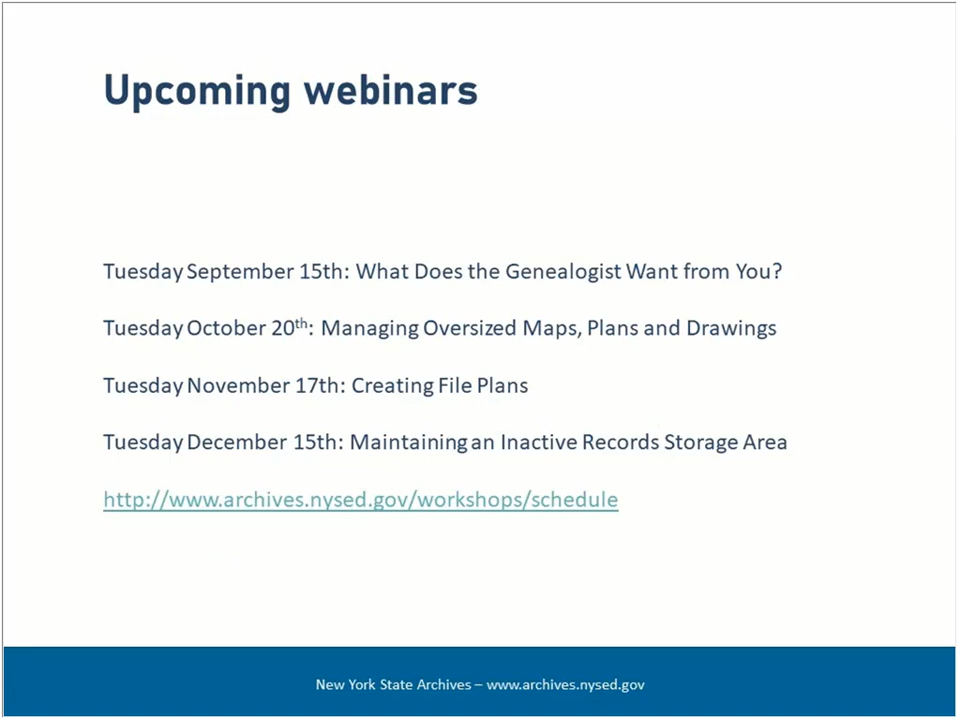 Upcoming webinars
Tuesday September 15th: What Does the Genealogist Want from You?
Tuesday October 20th: Managing Oversized Maps, Plans and Drawings
Tuesday November 17th: Creating File Plans
Tuesday December 15th: Maintaining an Inactive Records Storage Area
http://www.archives.nysed.gov/workshops/schedule
New York State Archives – www.archives.nysed.gov